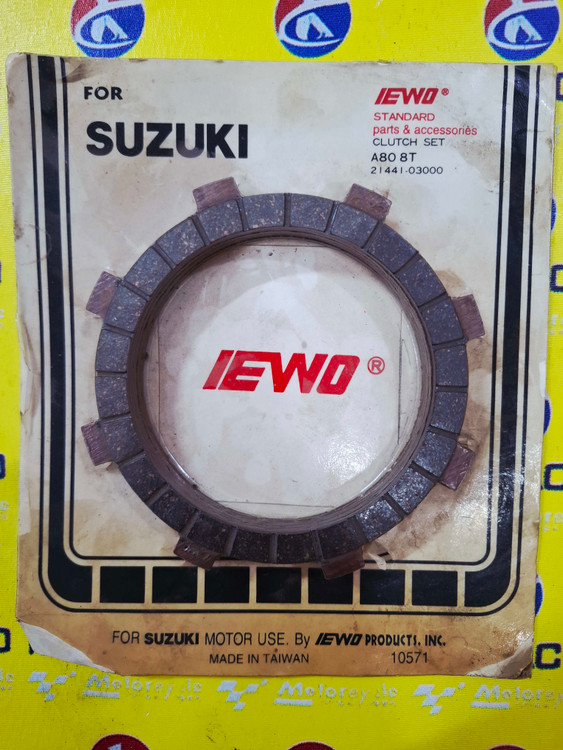 FOR
SUZUKI
IEWO®
STANDARD
parts & accessories
CLUTCH SET
A80 8T
21441-03000
IEWO®
FOR SUZUKI MOTOR USE. By IEWO PRODUCTS, INC.
MADE IN TAIWAN 10571
Motorcycle